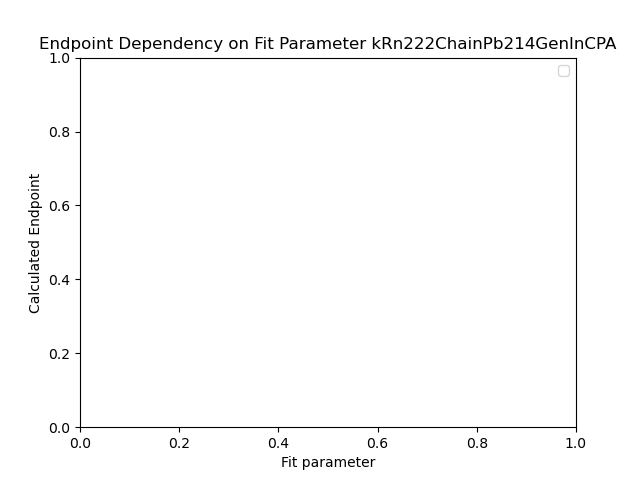 Endpoint Dependency on Fit Parameter kRn222ChainPb214GenInCPA
1.0
0.8
0.6
0.4
0.2
0.0
Calculated Endpoint
0.0 0.2 0.4 0.6 0.8 1.0
Fit parameter